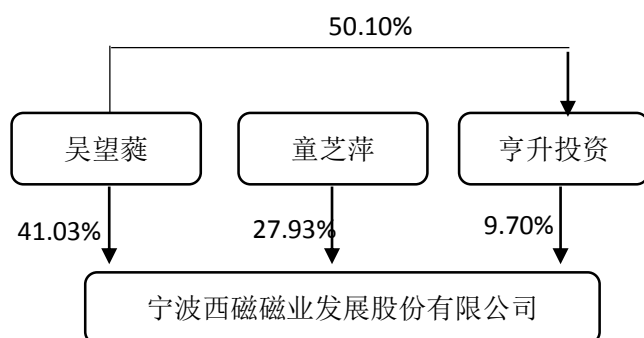 50.10%
吴望蕤
童芝萍
亨升投资
41.03%
27.93%
9.70%
宁波西磁磁业发展股份有限公司